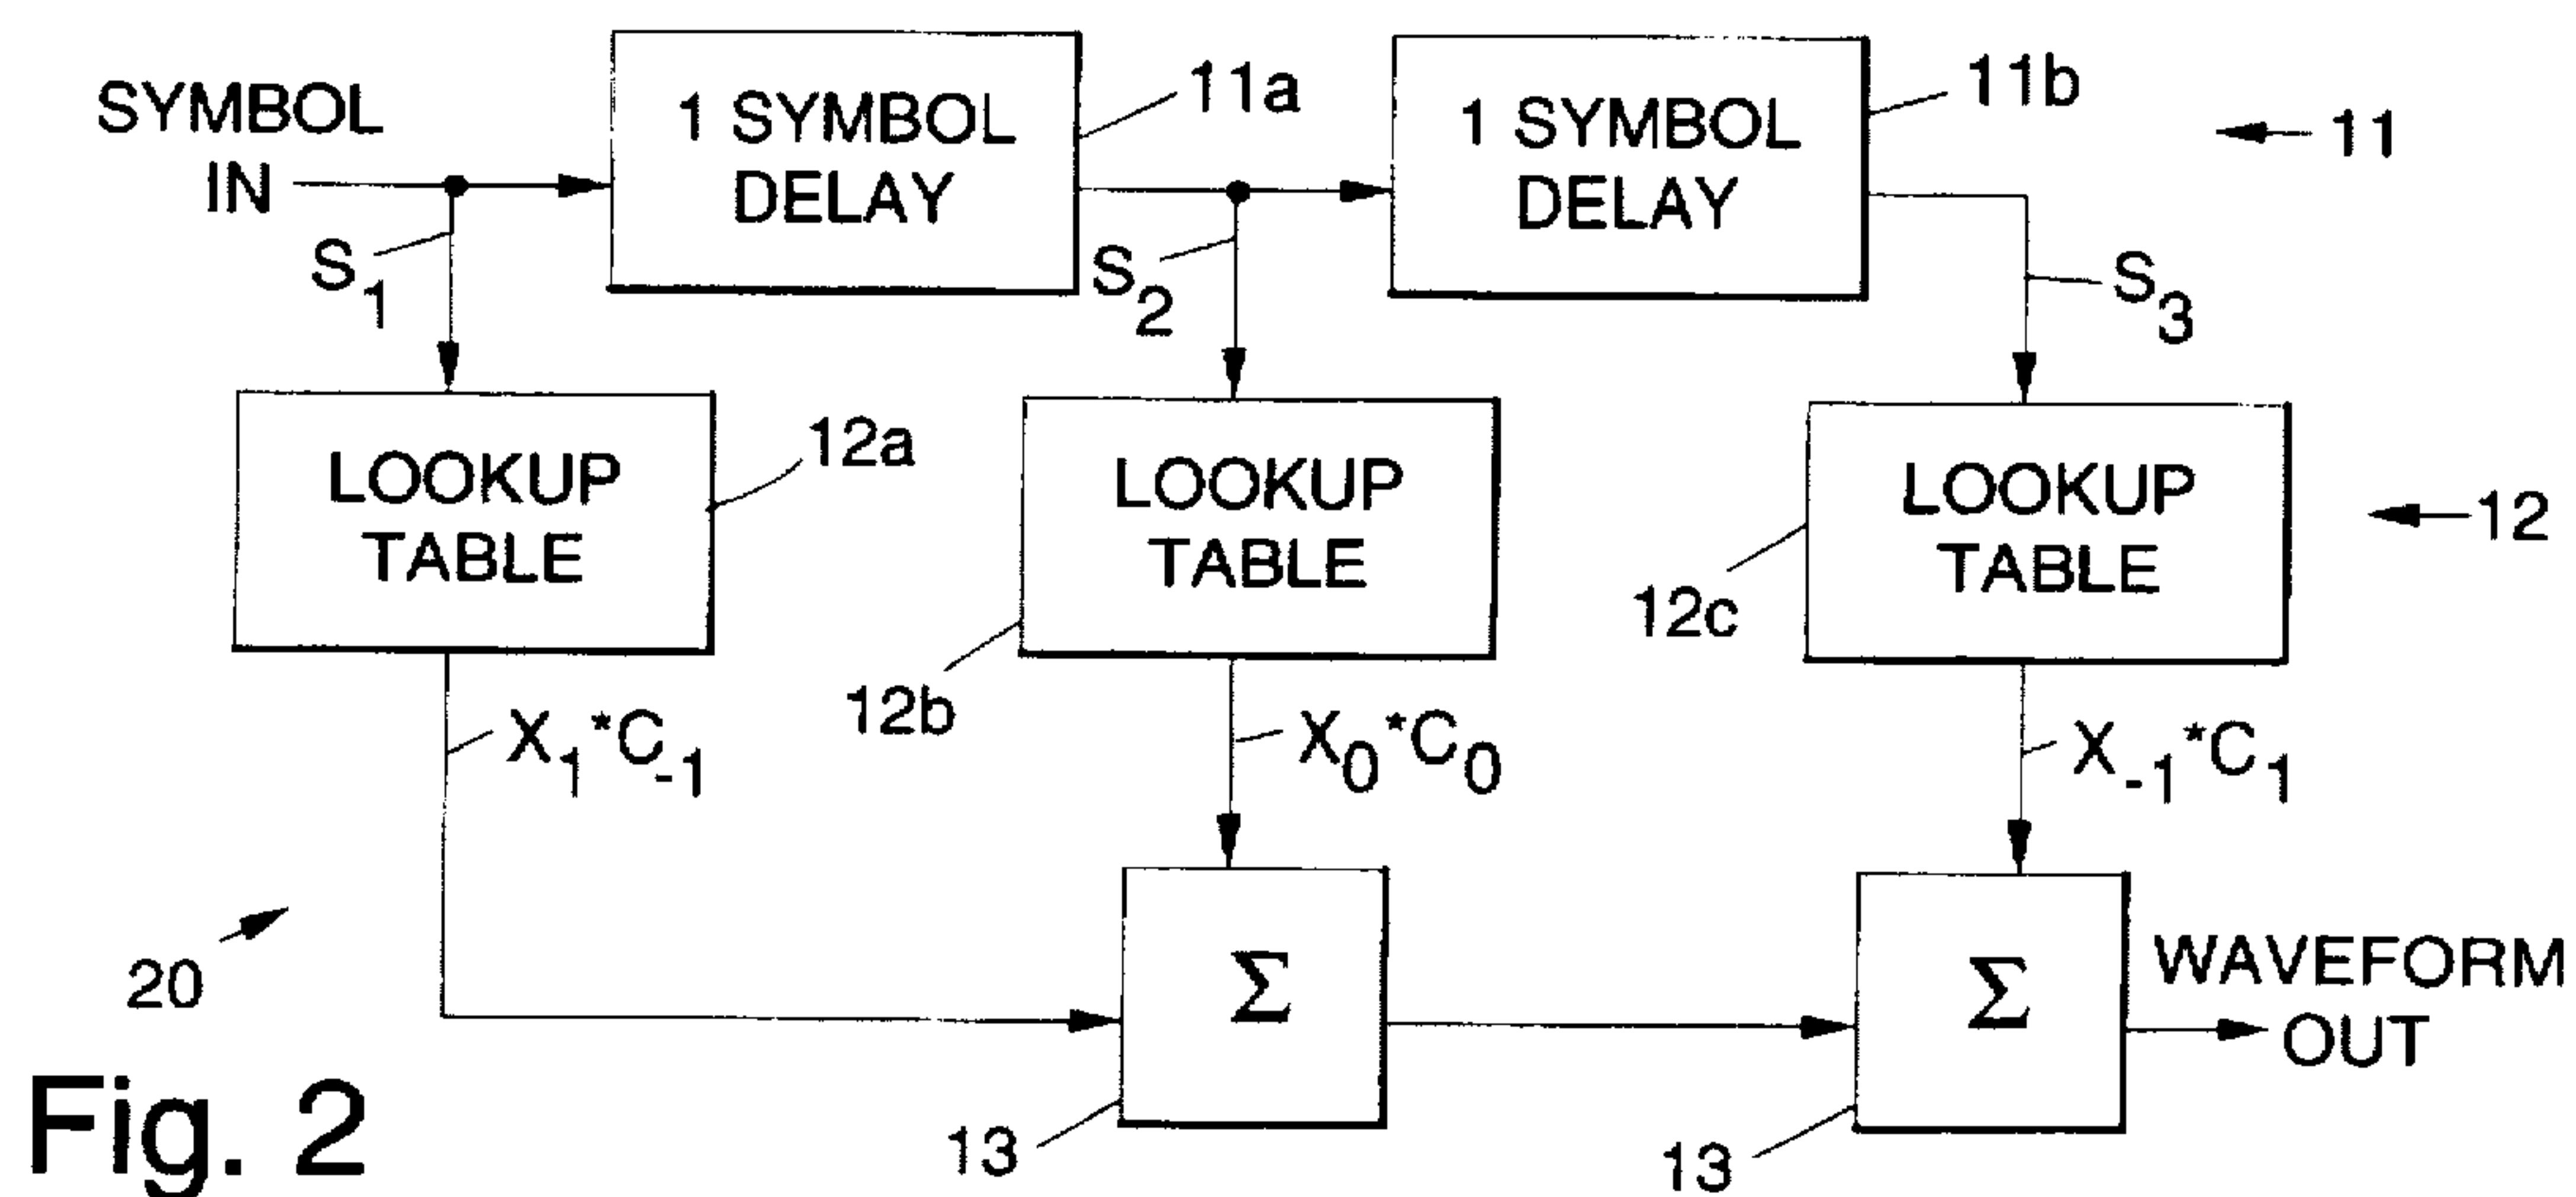 SYMBOL
IN
1 SYMBOL
DELAY
11a
1 SYMBOL
DELAY
11b
11
S1
S2
S3
LOOKUP
TABLE
12a
LOOKUP
TABLE
12b
LOOKUP
TABLE
12c
12
X1*C-1
X0*C0
X-1*C1
20
Σ
13
Σ
13
WAVEFORM
OUT
Fig. 2